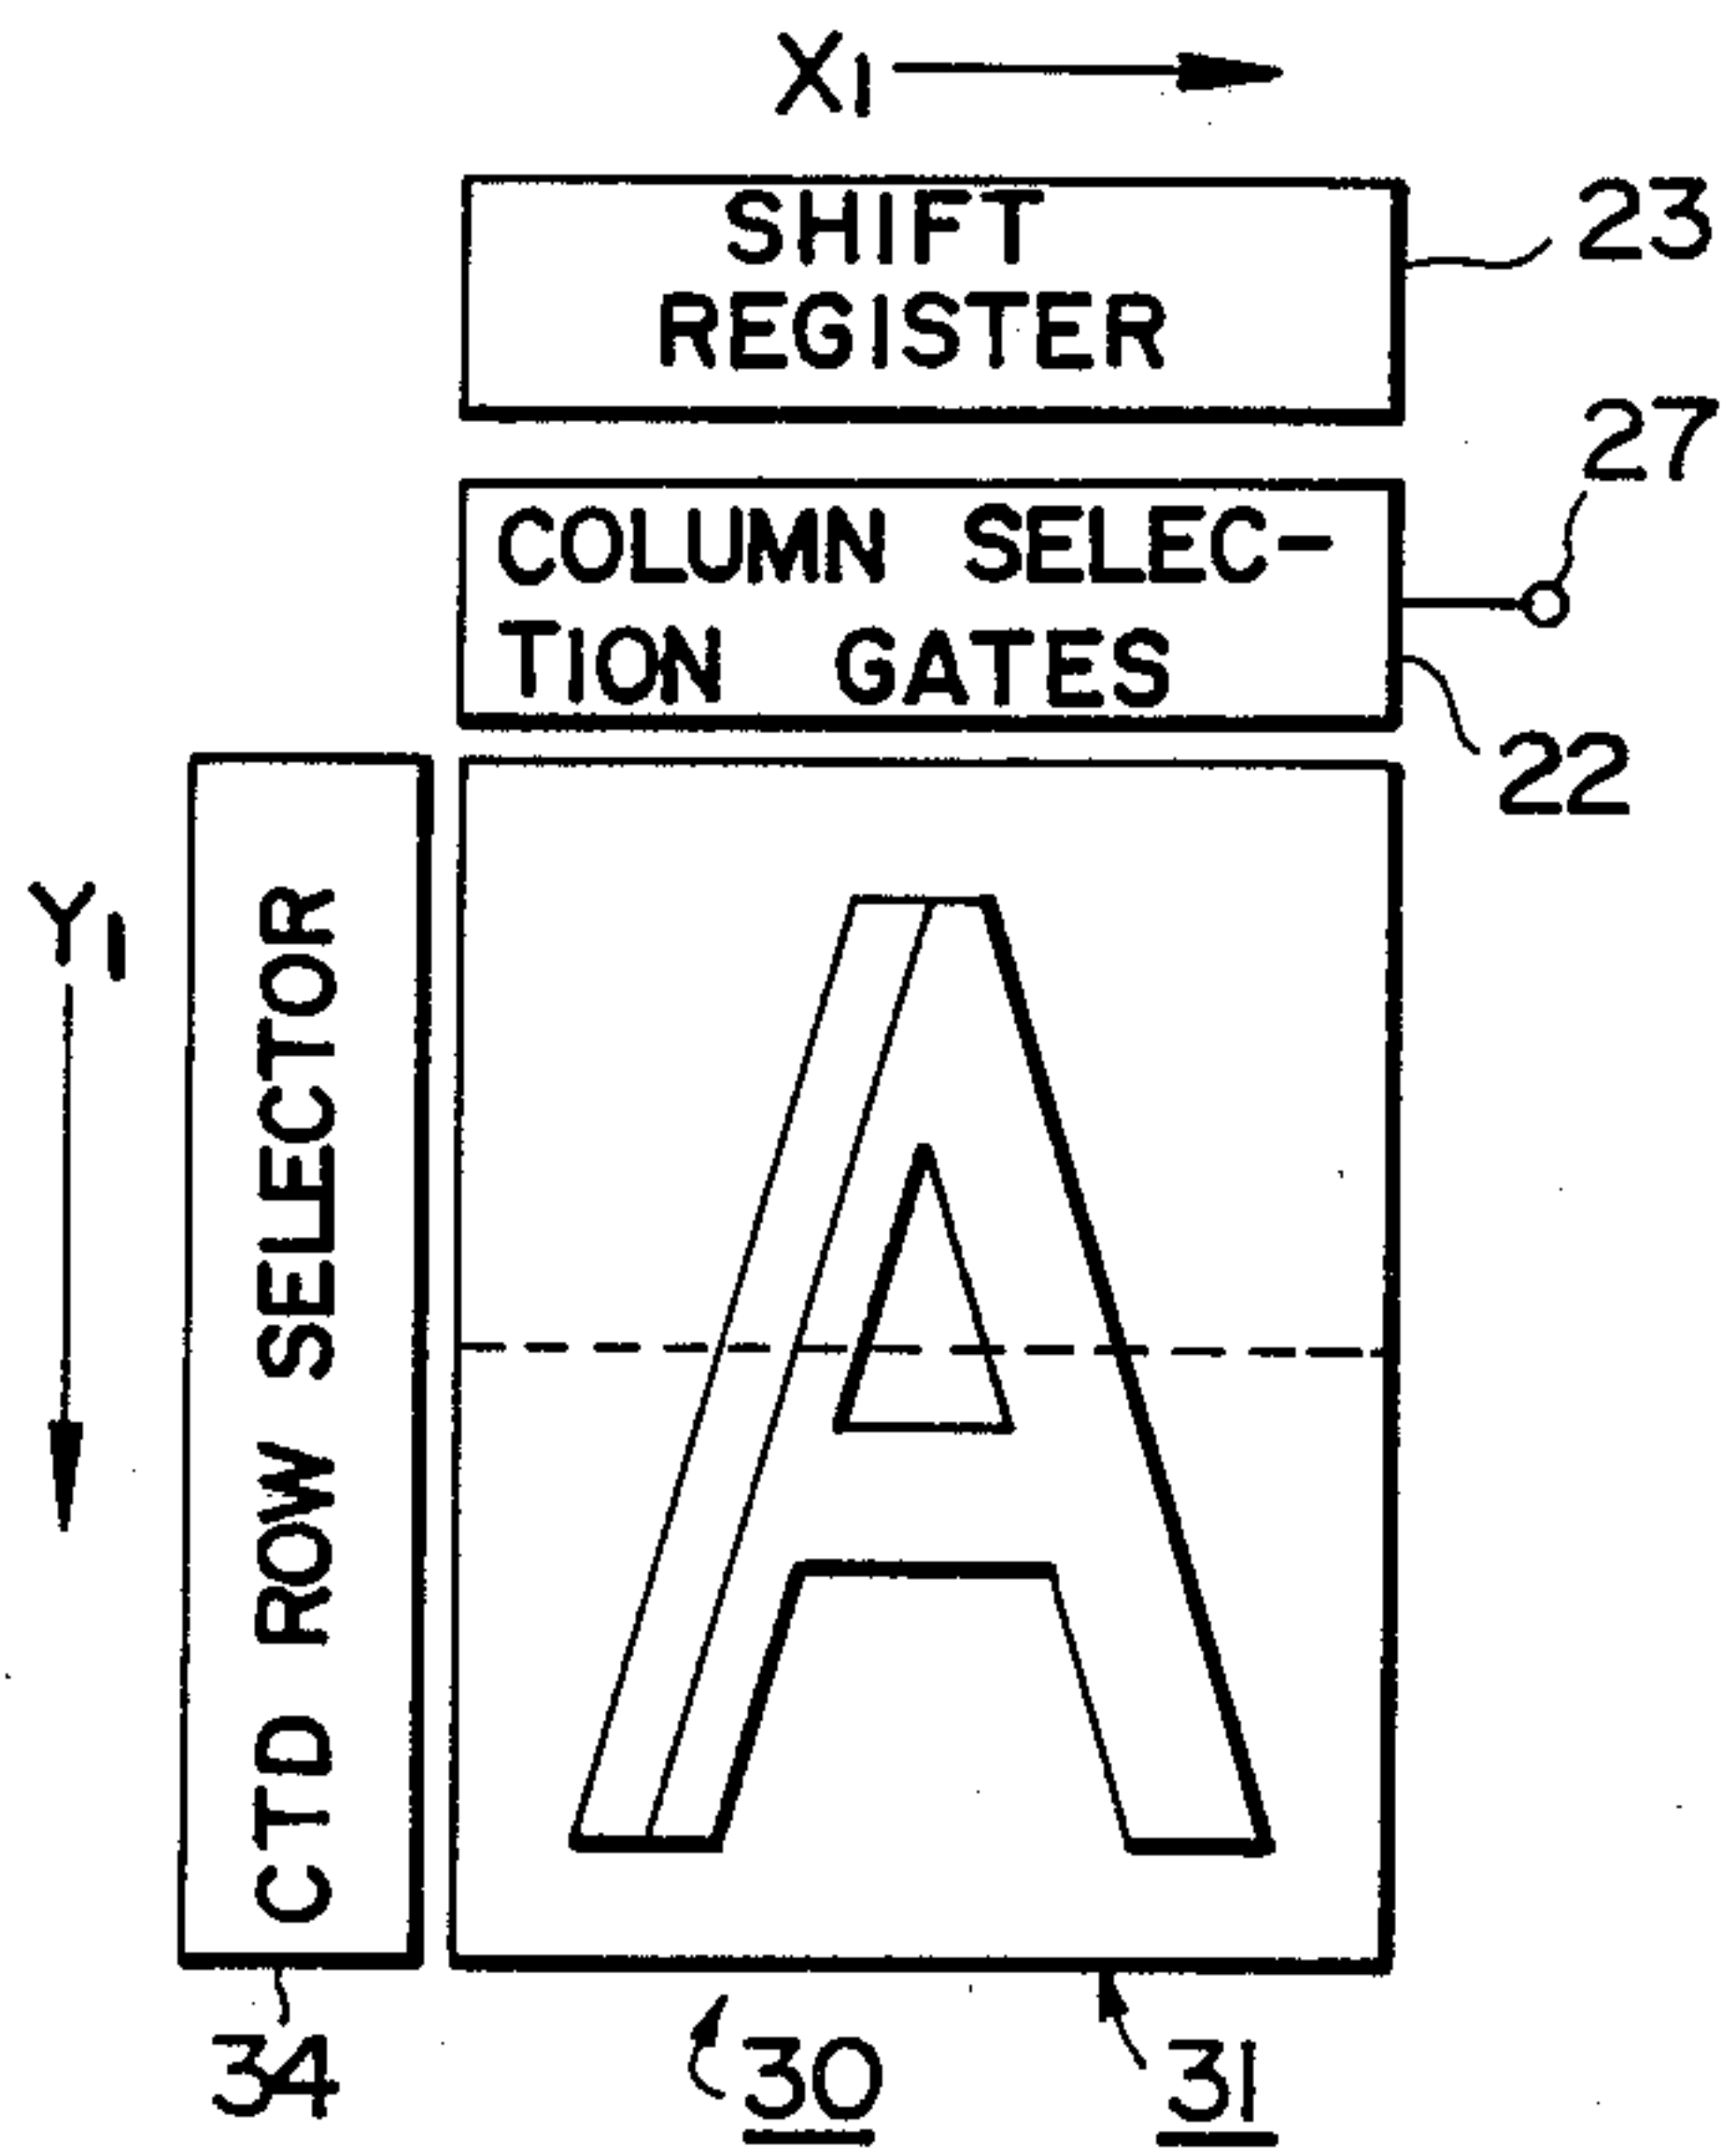 X1
SHIFT
REGISTER
23
27
COLUMN SELEC-
TION GATES
22
Y1
CTD ROW SELECTOR
A
34
30
31